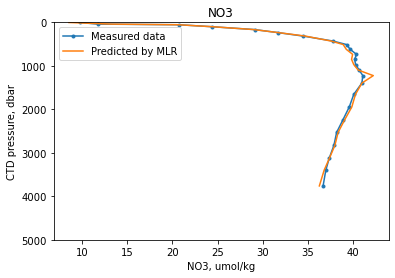 NO3
0
1000
2000
3000
4000
5000
CTD pressure, dbar
Measured data
Predicted by MLR
10 15 20 25 30 35 40
NO3, umol/kg